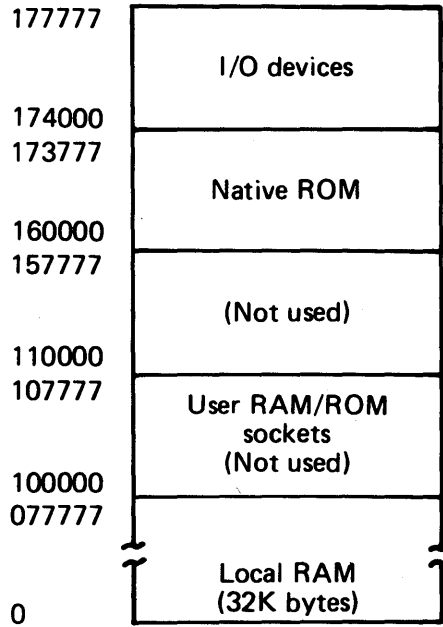 177777
I/O devices
174000
173777
Native ROM
160000
157777
(Not used)
110000
107777
User RAM/ROM
sockets
(Not used)
100000
077777
Local RAM
(32K bytes)
0